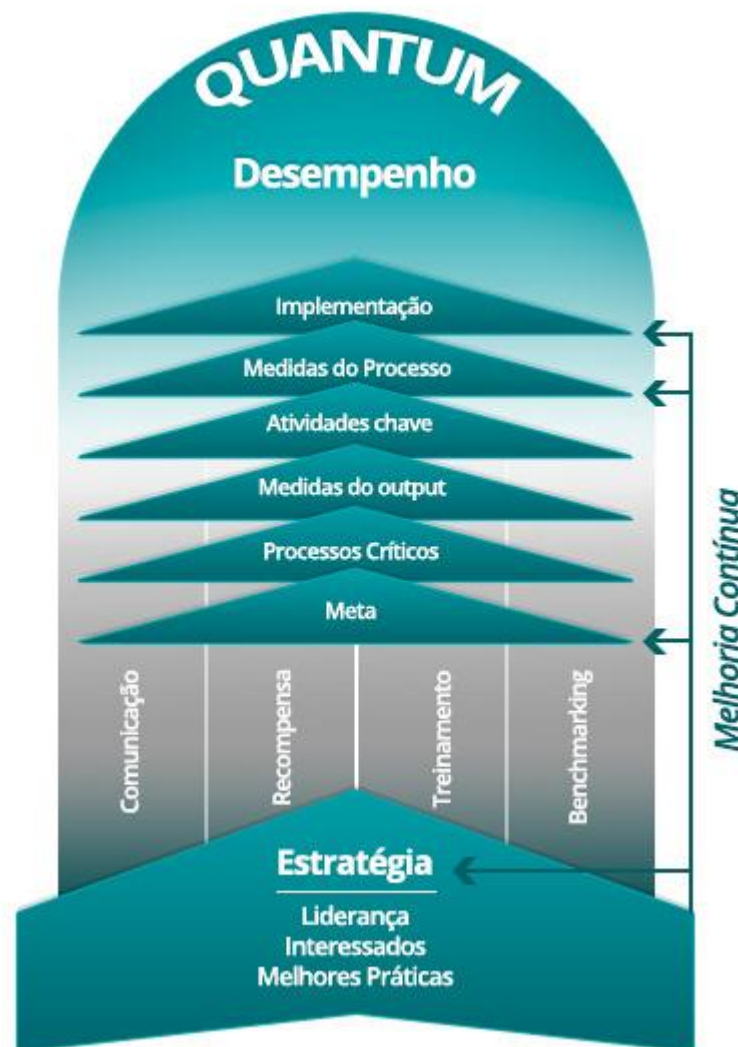 QUANTUM
Desempenho
Implementação
Medidas do Processo
Atividades chave
Medidas do output
Processos Críticos
Meta
Comunicação
Recompensa
Treinamento
Benchmarking
Melhoria Contínua
Estratégia
Liderança
Interessados
Melhores Práticas